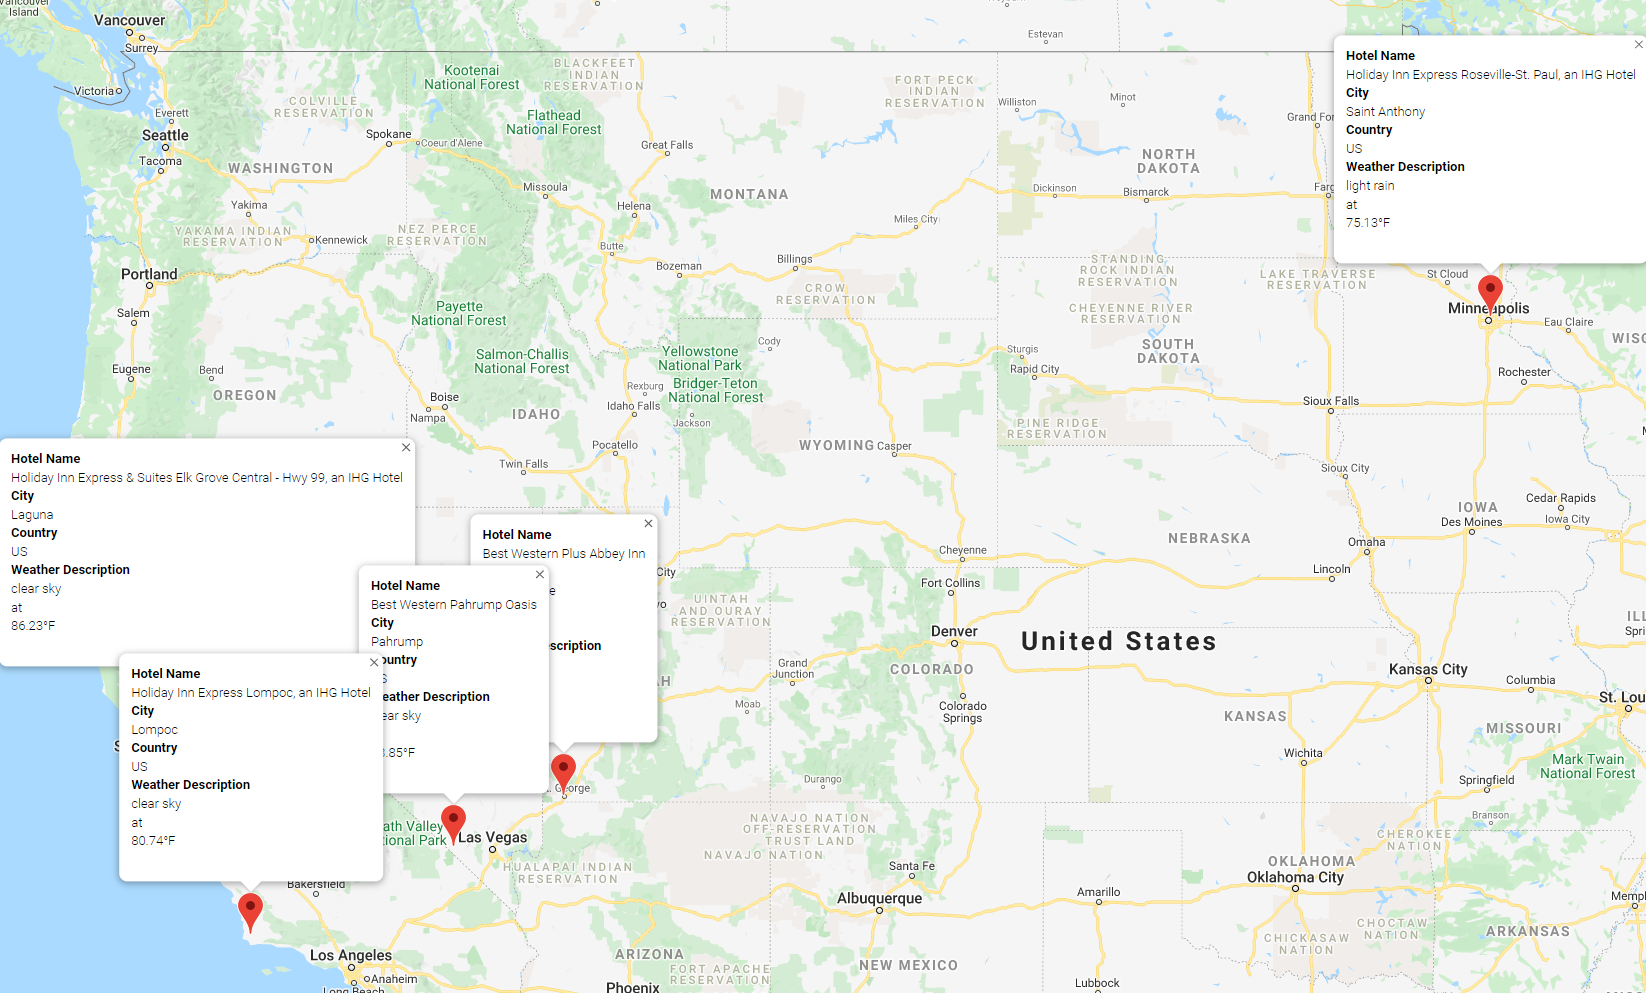 Vancouver
Island
Vancouver
Surrey
Victoria
Everett
Seattle
Tacoma
WASHINGTON
Yakima
YAKAMA INDIAN
RESERVATION
Kennewick
Portland
Salem
Eugene
Bend
OREGON
COLVILLE
RESERVATION
Spokane
Coeur d'Alene
Kootenai
National Forest
BLACKFEET
INDIAN
RESERVATION
Flathead
National Forest
Great Falls
Missoula
Helena
MONTANA
NEZ PERCE
RESERVATION
Butte
Bozeman
Billings
Miles City
CROW
RESERVATION
FORT PECK
INDIAN
RESERVATION
Estevan
Williston
Minot
Grand For
NORTH
DAKOTA
Dickinson
Bismarck
Farg
STANDING
ROCK INDIAN
RESERVATION
CHEYENNE RIVER
RESERVATION
LAKE TRAVERSE
RESERVATION
SOUTH
DAKOTA
Hotel Name
Holiday Inn Express Roseville-St. Paul, an IHG Hotel
City
Saint Anthony
Country
US
Weather Description
light rain
at
75.13°F
St Cloud
Minneapolis
Eau Claire
WISC
Rochester
Payette
National Forest
Salmon-Challis
National Forest
Yellowstone
National Park
Bridger-Teton
National Forest
Cody
Rexburg
Idaho Falls
Jackson
Boise
Nampa
IDAHO
Pocatello
Twin Falls
WYOMING
Casper
Sturgis
Rapid City
PINE RIDGE
RESERVATION
Sioux Falls
Sioux City
IOWA
Des Moines
Cedar Rapids
Iowa City
Hotel Name
Holiday Inn Express & Suites Elk Grove Central - Hwy 99, an IHG Hotel
City
Laguna
Country
US
Weather Description
clear sky
at
86.23°F
Hotel Name
Best Western Plus Abbey Inn
e
scription
Hotel Name
Best Western Pahrump Oasis
City
Pahrump
ountry
S
eather Description
ear sky
.85°F
Hotel Name
Holiday Inn Express Lompoc, an IHG Hotel
City
Lompoc
Country
US
Weather Description
clear sky
at
80.74°F
City
vo
AH
UINTAH
AND OURAY
RESERVATION
Cheyenne
Fort Collins
Denver
COLORADO
Colorado
Springs
Grand
Junction
Moab
Durango
NEBRASKA
Omaha
Lincoln
United States
Kansas City
Columbia
St. Lou
ILL
Spri
KANSAS
MISSOURI
Wichita
Springfield
Mark Twain
National Forest
Branson
S
. George
ath Valley
tional Park
Las Vegas
HUALAPAI INDIAN
RESERVATION
NAVAJO NATION
OFF-RESERVATION
TRUST LAND
NAVAJO NATION
Santa Fe
Albuquerque
Amarillo
OKLAHOMA
Oklahoma City
CHEROKEE
NATION
CHOCTAW
NATION
CHICKASAW
NATION
ARKANSAS
Memp
Bakersfield
Los Angeles
Anaheim
Long Beach
ARIZONA
FORT APACHE
RESERVATION
Phoenix
NEW MEXICO
Lubbock